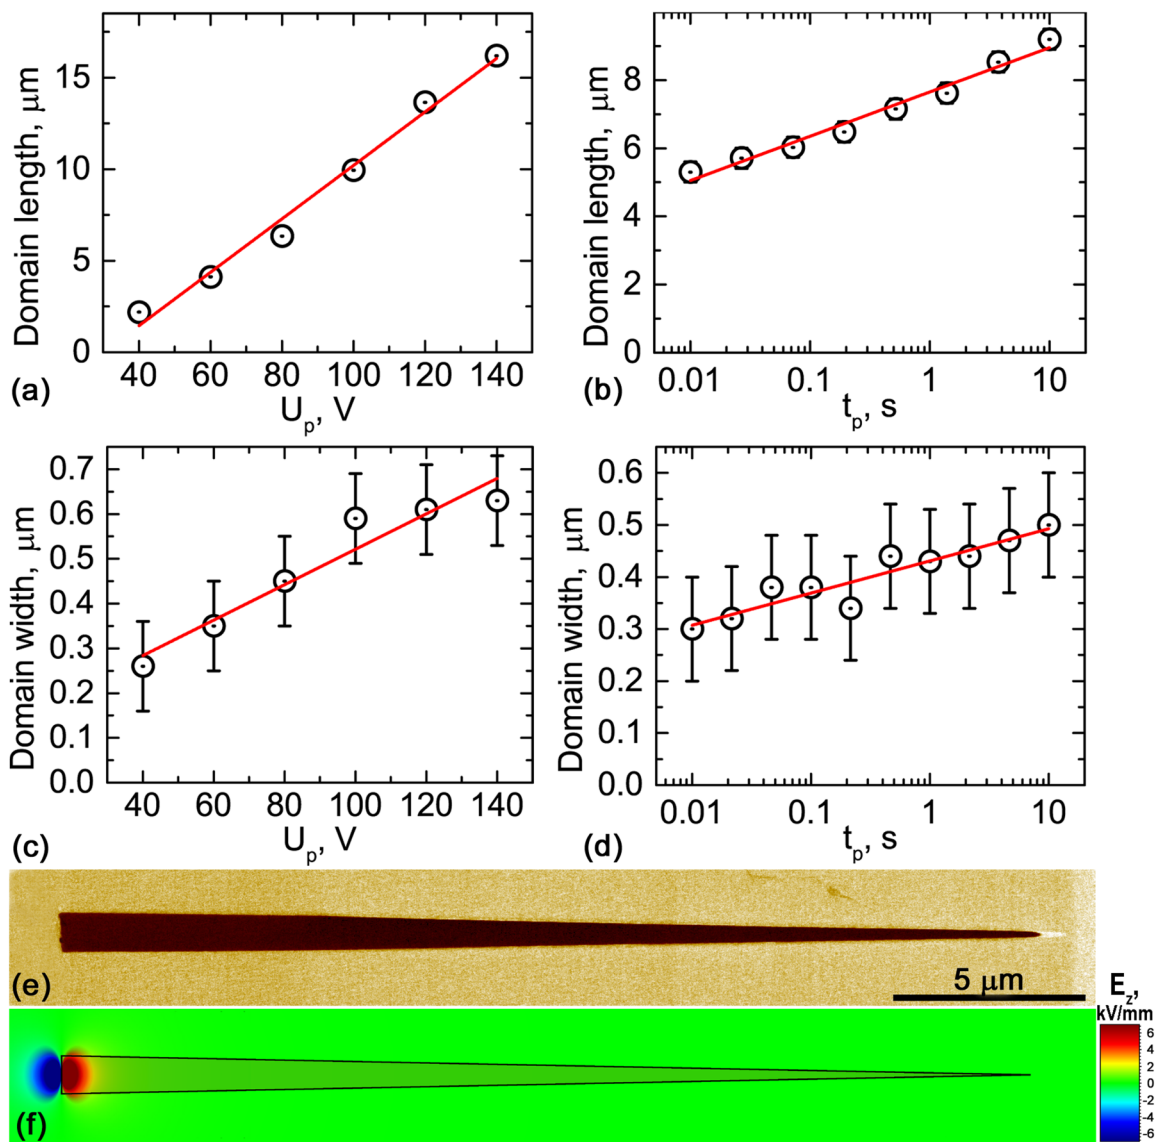 Domain length, μm
15
10
5
0
40 60 80 100 120 140
(a)
U_p, V
Domain length, μm
8
6
4
2
0
0.01 0.1 1 10
(b)
t_p, s
Domain width, μm
0.7
0.6
0.5
0.4
0.3
0.2
0.1
0.0
40 60 80 100 120 140
(c)
U_p, V
Domain width, μm
0.6
0.5
0.4
0.3
0.2
0.1
0.0
0.01 0.1 1 10
(d)
t_p, s
(e)
5 μm
(f)
E_z,
kV/mm
6
4
2
0
-2
-4
-6